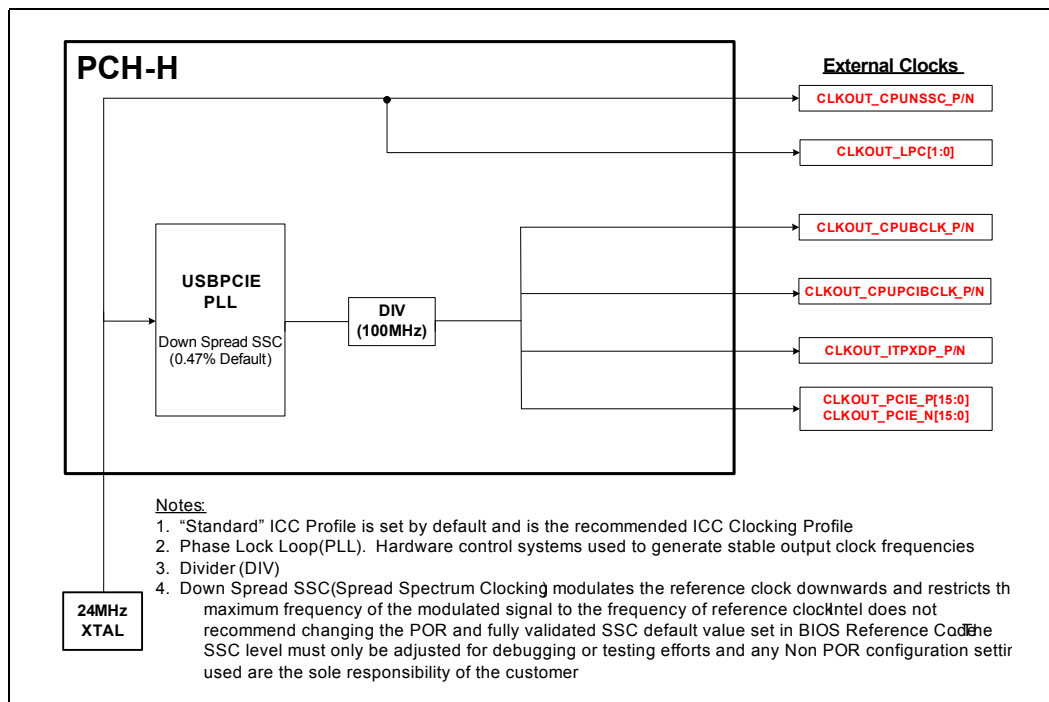 PCH-H
External Clocks
CLKOUT_CPUNSSC_P/N
CLKOUT_LPC[1:0]
CLKOUT_CPUBCLK_P/N
USBPCIE
PLL
Down Spread SSC
(0.47% Default)
DIV
(100MHz)
CLKOUT_CPUPCIBCLK_P/N
CLKOUT_ITPXDP_P/N
CLKOUT_PCIE_P[15:0]
CLKOUT_PCIE_N[15:0]
Notes:
1. “Standard” ICC Profile is set by default and is the recommended ICC Clocking Profile
2. Phase Lock Loop(PLL). Hardware control systems used to generate stable output clock frequencies
3. Divider (DIV)
4. Down Spread SSC(Spread Spectrum Clocking) modulates the reference clock downwards and restricts th
maximum frequency of the modulated signal to the frequency of reference clock Intel does not
recommend changing the POR and fully validated SSC default value set in BIOS Reference Code. The
SSC level must only be adjusted for debugging or testing efforts and any Non POR configuration settin
used are the sole responsibility of the customer
24MHz
XTAL